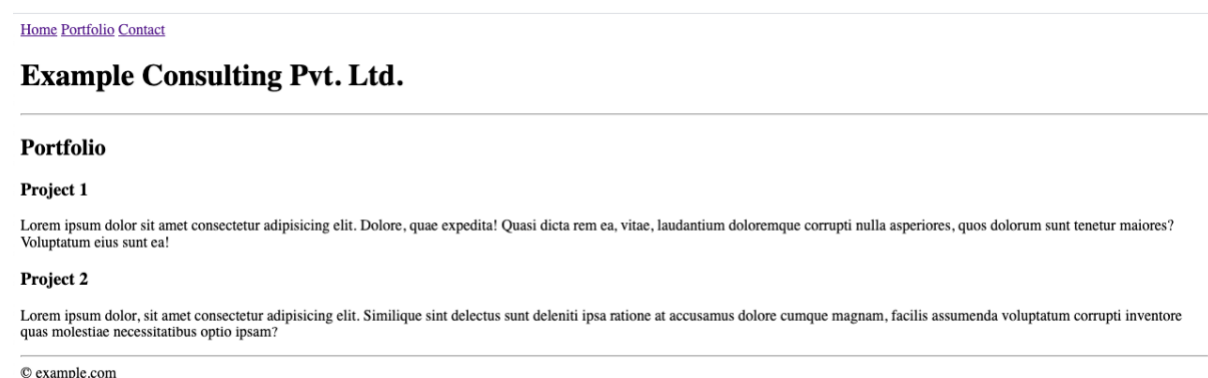 Home Portfolio Contact
Example Consulting Pvt. Ltd.
Portfolio
Project 1
Lorem ipsum dolor sit amet consectetur adipisicing elit. Dolore, quae expedita! Quasi dicta rem ea, vitae, laudantium doloremque corrupti nulla asperiores, quos dolorum sunt tenetur maiores?
Voluptatum eius sunt ea!
Project 2
Lorem ipsum dolor, sit amet consectetur adipisicing elit. Similique sint delectus sunt deleniti ipsa ratione at accusamus dolore cumque magnam, facilis assumenda voluptatum corrupti inventore
quas molestiae necessitatibus optio ipsam?
© example.com